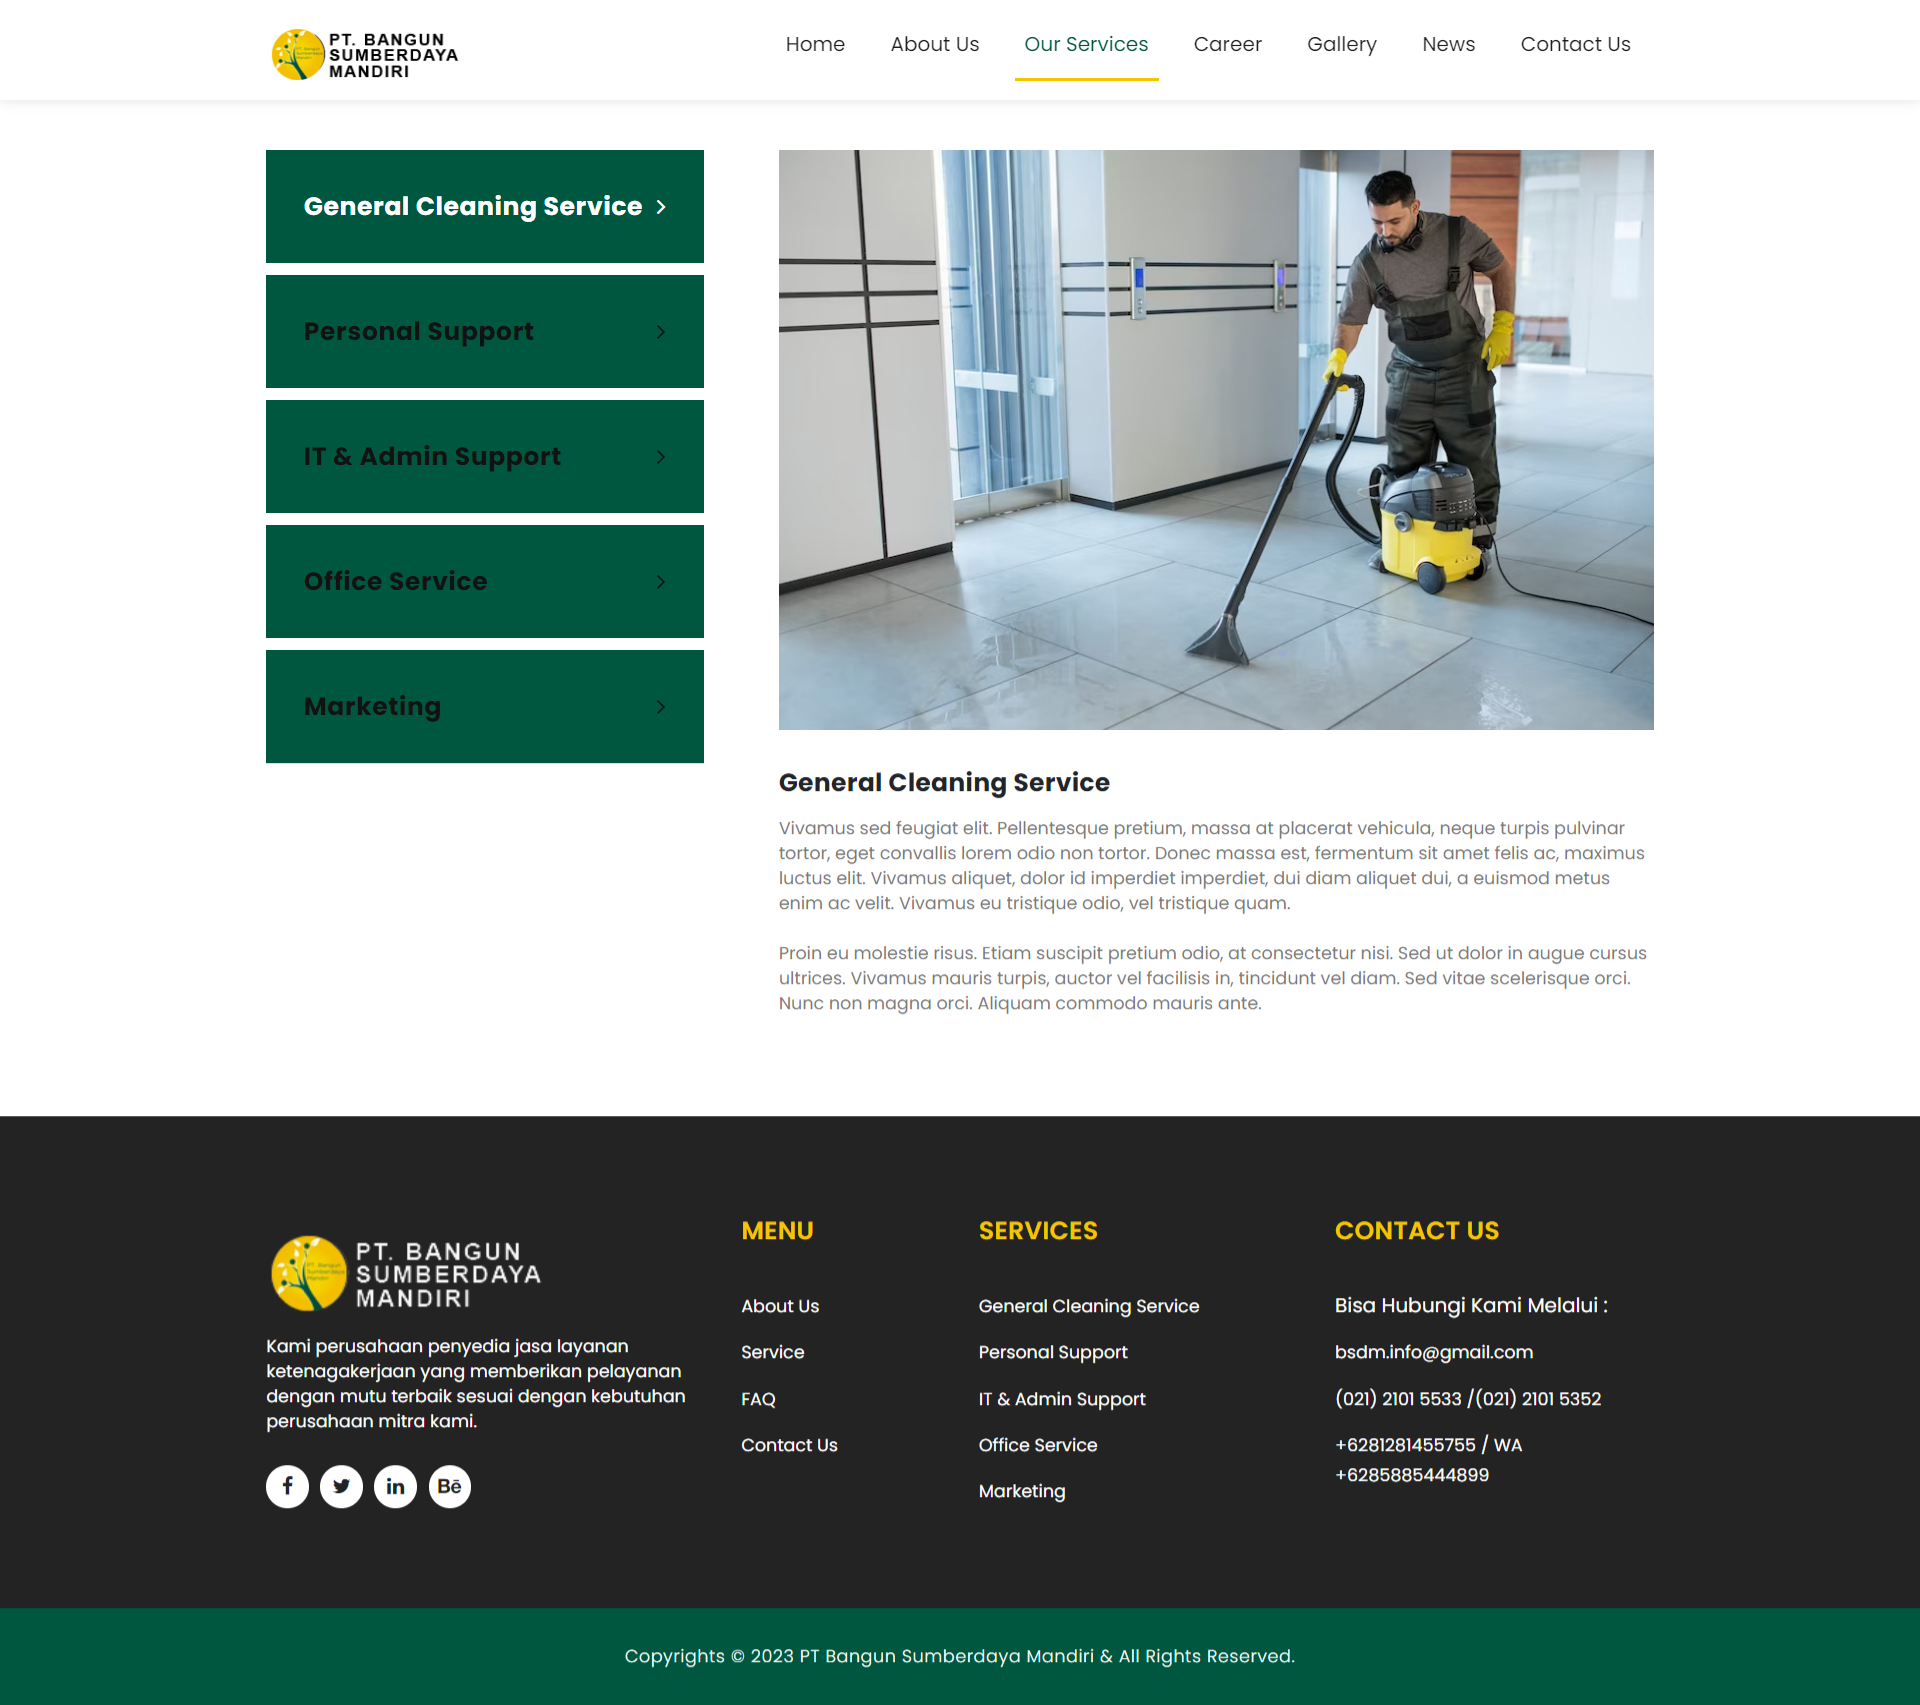 PT. BANGUN
SUMBERDAYA
MANDIRI
Home
About Us
Our Services
Career
Gallery
News
Contact Us
General Cleaning Service
Personal Support
IT & Admin Support
Office Service
Marketing
General Cleaning Service
Vivamus sed feugiat elit. Pellentesque pretium, massa at placerat vehicula, neque turpis pulvinar
tortor, eget convallis lorem odio non tortor. Donec massa est, fermentum sit amet felis ac, maximus
luctus elit. Vivamus aliquet, dolor id imperdiet imperdiet, dui diam aliquet dui, a euismod metus
enim ac velit. Vivamus eu tristique odio, vel tristique quam.
Proin eu molestie risus. Etiam suscipit pretium odio, at consectetur nisi. Sed ut dolor in augue cursus
ultrices. Vivamus mauris turpis, auctor vel facilisis in, tincidunt vel diam. Sed vitae scelerisque orci.
Nunc non magna orci. Aliquam commodo mauris ante.
PT. Bangun
Sumberdaya
Mandiri
PT. BANGUN
SUMBERDAYA
MANDIRI
Kami perusahaan penyedia jasa layanan
ketenagakerjaan yang memberikan pelayanan
dengan mutu terbaik sesuai dengan kebutuhan
perusahaan mitra kami.
MENU
About Us
Service
FAQ
Contact Us
SERVICES
General Cleaning Service
Personal Support
IT & Admin Support
Office Service
Marketing
CONTACT US
Bisa Hubungi Kami Melalui :
bsdm.info@gmail.com
(021) 2101 5533 /(021) 2101 5352
+6281281455755 / WA
+6285885444899
Copyrights © 2023 PT Bangun Sumberdaya Mandiri & All Rights Reserved.